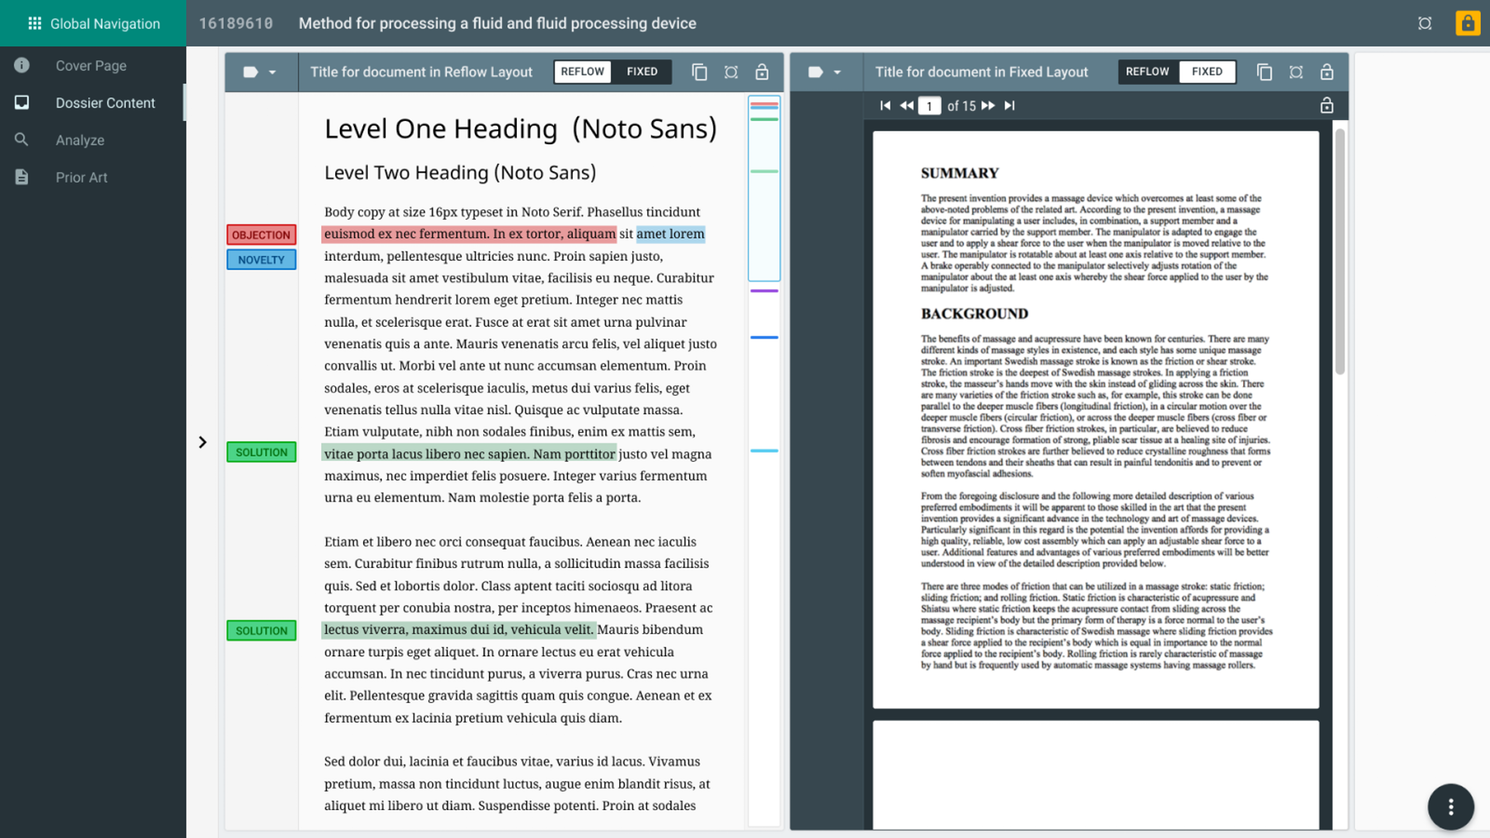 Global Navigation
16189610
Method for processing a fluid and fluid processing device
Cover Page
Dossier Content
Analyze
Prior Art
Title for document in Reflow Layout
REFLOW
FIXED
Level One Heading (Noto Sans)
Level Two Heading (Noto Sans)
Body copy at size 16px typeset in Noto Serif. Phasellus tincidunt
OBJECTION
euismod ex nec fermentum. In ex tortor, aliquam sit amet lorem
NOVELTY
interdum, pellentesque ultricies nunc. Proin sapien justo,
malesuada sit amet vestibulum vitae, facilisis eu neque. Curabitur
fermentum hendrerit lorem eget pretium. Integer nec mattis
nulla, et scelerisque erat. Fusce at erat sit amet urna pulvinar
venenatis quis a ante. Mauris venenatis arcu felis, vel aliquet justo
convallis ut. Morbi vel ante ut nunc accumsan elementum. Proin
sodales, eros at scelerisque iaculis, metus dui varius felis, eget
venenatis tellus nulla vitae nisl. Quisque ac vulputate massa.
Etiam vulputate, nibh non sodales finibus, enim ex mattis sem,
SOLUTION
vitae porta lacus libero nec sapien. Nam porttitor justo vel magna
maximus, nec imperdiet felis posuere. Integer varius fermentum
urna eu elementum. Nam molestie porta felis a porta.
Etiam et libero nec orci consequat faucibus. Aenean nec iaculis
sem. Curabitur finibus rutrum nulla, a sollicitudin massa facilisis
quis. Sed et lobortis dolor. Class aptent taciti sociosqu ad litora
torquent per conubia nostra, per inceptos himenaeos. Praesent ac
SOLUTION
lectus viverra, maximus dui id, vehicula velit. Mauris bibendum
ornare turpis eget aliquet. In ornare lectus eu erat vehicula
accumsan. In nec tincidunt purus, a viverra purus. Cras nec urna
elit. Pellentesque gravida sagittis quam quis congue. Aenean et ex
fermentum ex lacinia pretium vehicula quis diam.
Sed dolor dui, lacinia et faucibus vitae, varius id lacus. Vivamus
pretium, massa non tincidunt luctus, augue enim blandit risus, at
aliquet mi libero ut diam. Suspendisse potenti. Proin at sodales
Title for document in Fixed Layout
REFLOW
FIXED
1 of 15
SUMMARY
The present invention provides a massage device which overcomes at least some of the
above-noted problems of the related art. According to the present invention, a massage
device for manipulating a user includes, in combination, a support member and a
manipulator carried by the support member. The manipulator is adapted to engage the
user and to apply a shear force to the user when the manipulator is moved relative to the
user. The manipulator is rotatable about at least one axis relative to the support member.
A brake operably connected to the manipulator selectively adjusts rotation of the
manipulator about the at least one axis whereby the shear force applied to the user by the
manipulator is adjusted.
BACKGROUND
The benefits of massage and acupressure have been known for centuries. There are many
different kinds of massage styles in existence, and each style has some unique massage
stroke. An important Swedish massage stroke is known as the friction or shear stroke.
The friction stroke is the deepest of Swedish massage strokes. In applying a friction
stroke, the masseur's hands move with the skin instead of gliding across the skin. There
are many varieties of the friction stroke such as, for example, this stroke can be done
parallel to the deeper muscle fibers (longitudinal friction), in a circular motion over the
deeper muscle fibers (circular friction), or across the deeper muscle fibers (cross fiber or
transverse friction). Cross fiber friction strokes, in particular, are believed to reduce
fibrosis and encourage formation of strong, pliable scar tissue at a healing site of injuries.
Cross fiber friction strokes are further believed to reduce crystalline roughness that forms
between tendons and their sheaths that can result in painful tendonitis and to prevent or
soften myofascial adhesions.
From the foregoing disclosure and the following more detailed description of various
preferred embodiments it will be apparent to those skilled in the art that the present
invention provides a significant advance in the technology and art of massage devices.
Particularly significant in this regard is the potential the invention affords for providing a
high quality, reliable, low cost assembly which can apply an adjustable shear force to a
user. Additional features and advantages of various preferred embodiments will be better
understood in view of the detailed description provided below.
There are three modes of friction that can be utilized in a massage stroke: static friction;
sliding friction; and rolling friction. Static friction is characteristic of acupressure and
Shiatsu where static friction keeps the acupressure contact from sliding across the
massage recipient's body but the primary form of therapy is a force normal to the user's
body. Sliding friction is characteristic of Swedish massage where sliding friction provides
a shear force applied to the recipient's body which is equal in importance to the normal
force applied to the recipient's body. Rolling friction is rarely characteristic of massage
by hand but is frequently used by automatic massage systems having massage rollers.